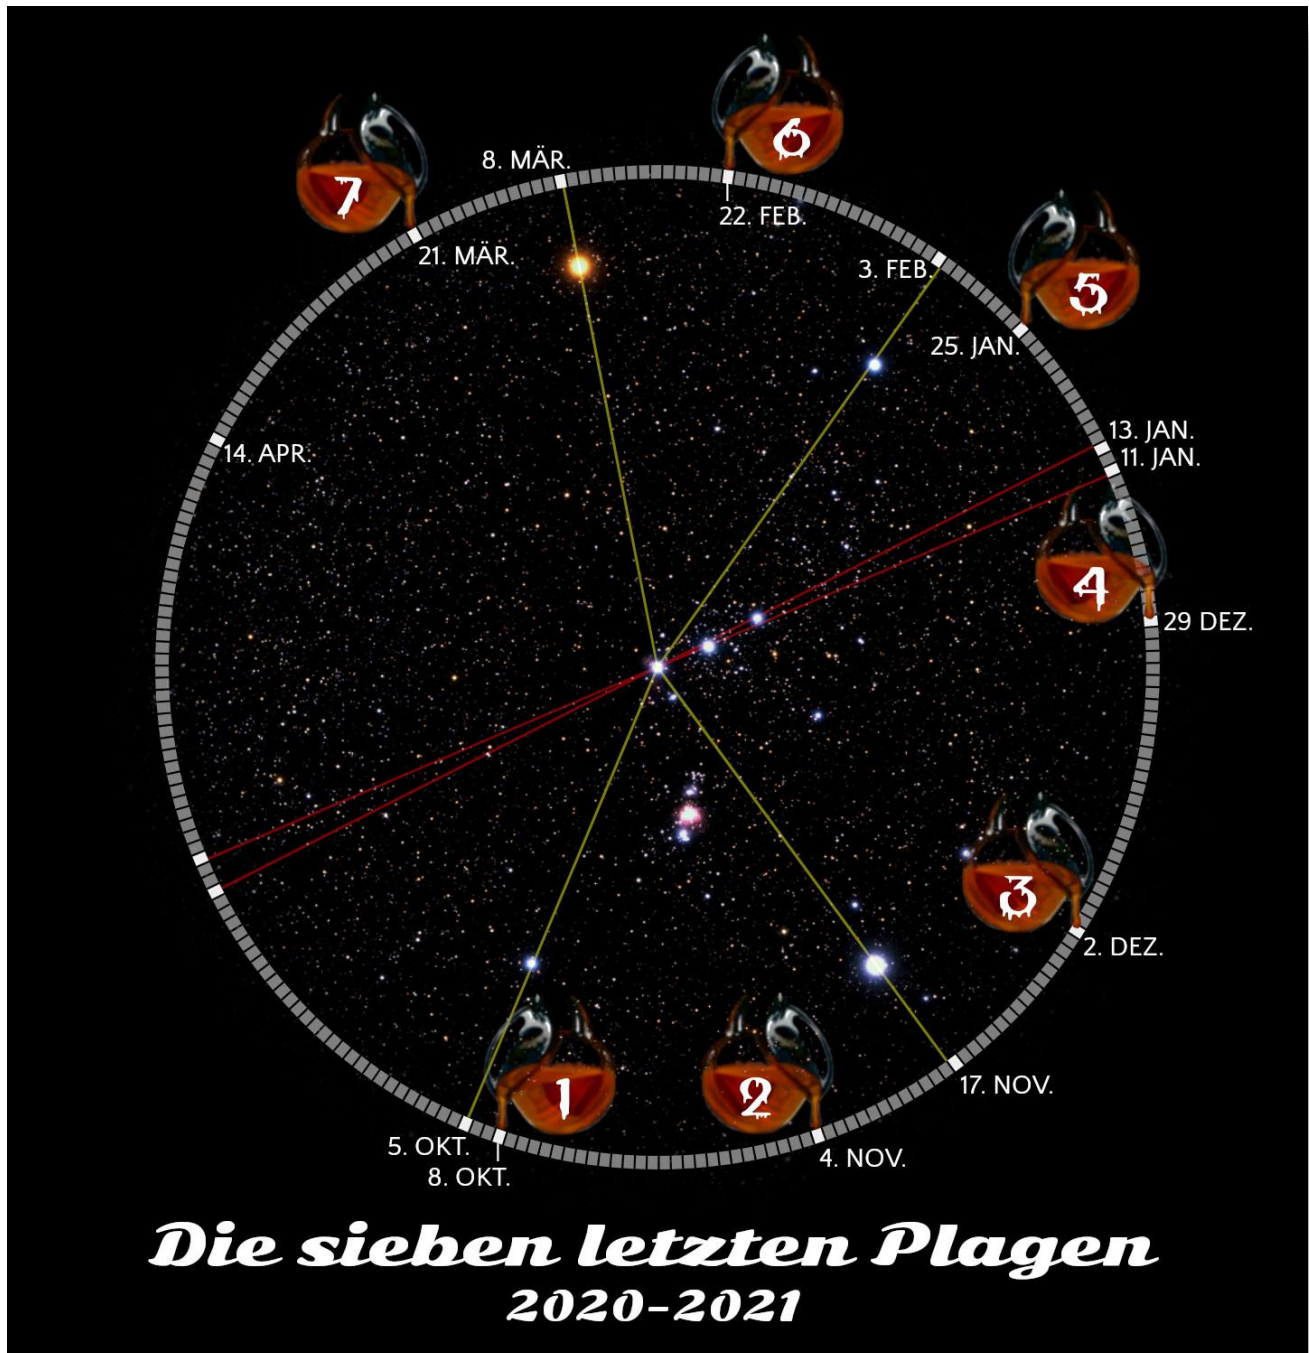 6
8. MÄR.
7
22. FEB.
21. MÄR.
3. FEB.
5
25. JAN.
13. JAN.
14. APR.
11. JAN.
4
29 DEZ.
3
2. DEZ.
17. NOV.
1
2
5. OKT.
4. NOV.
8. OKT.
Die sieben letzten Plagen
2020-2021